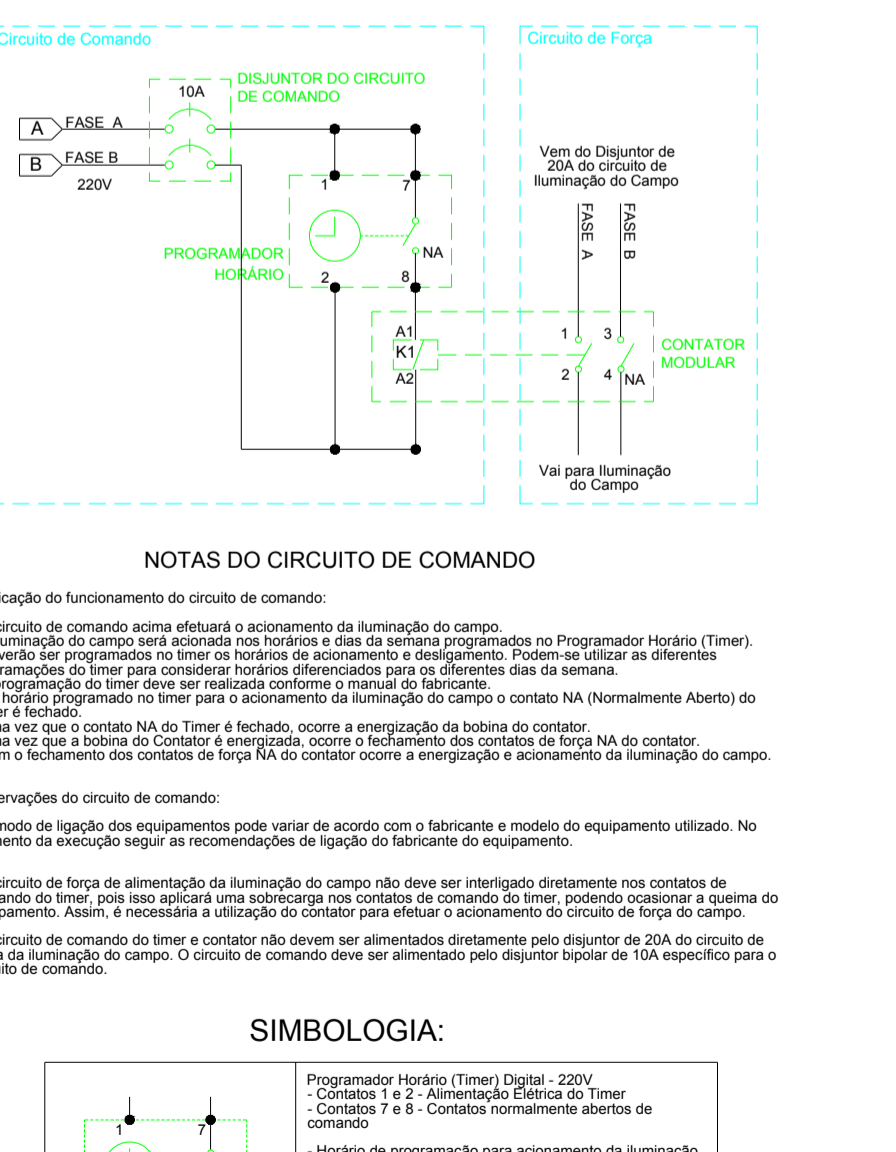 Circuito de Comando
Circuito de Força
DISJUNTOR DO CIRCUITO
DE COMANDO
10A
A
FASE A
B
FASE B
220V
1
7
PROGRAMADOR
HORÁRIO
NA
2
8
A1
K1
A2
Vem do Disjuntor de
20A do circuito de
Iluminação do Campo
FASE A
FASE B
1
3
2
4
NA
CONTATOR
MODULAR
Vai para Iluminação
do Campo
NOTAS DO CIRCUITO DE COMANDO
icação do funcionamento do circuito de comando:
circuito de comando acima efetuará o acionamento da iluminação do campo.
uminação do campo será acionada nos horários e dias da semana programados no Programador Horário (Timer).
verão ser programados no timer os horários de acionamento e desligamento. Podem-se utilizar as diferentes
ramações do timer para considerar horários diferenciados para os diferentes dias da semana.
rogramação do timer deve ser realizada conforme o manual do fabricante.
horário programado no timer para o acionamento da iluminação do campo o contato NA (Normalmente Aberto) do
er é fechado.
a vez que o contato NA do Timer é fechado, ocorre a energização da bobina do contator.
a vez que a bobina do Contator é energizada, ocorre o fechamento dos contatos de força NA do contator.
m o fechamento dos contatos de força NA do contator ocorre a energização e acionamento da iluminação do campo.
ervações do circuito de comando:
modo de ligação dos equipamentos pode variar de acordo com o fabricante e modelo do equipamento utilizado. No
ento da execução seguir as recomendações de ligação do fabricante do equipamento.
circuito de força de alimentação da iluminação do campo não deve ser interligado diretamente nos contatos de
ando do timer, pois isso aplicará uma sobrecarga nos contatos de comando do timer, podendo ocasionar a queima do
pamento. Assim, é necessária a utilização do contator para efetuar o acionamento do circuito de força do campo.
circuito de comando do timer e contator não devem ser alimentados diretamente pelo disjuntor de 20A do circuito de
a da iluminação do campo. O circuito de comando deve ser alimentado pelo disjuntor bipolar de 10A específico para o
ito de comando.
SIMBOLOGIA:
1
7
Programador Horário (Timer) Digital - 220V
- Contatos 1 e 2 - Alimentação Elétrica do Timer
- Contatos 7 e 8 - Contatos normalmente abertos de
comando
- Horário de programação para acionamento da iluminação